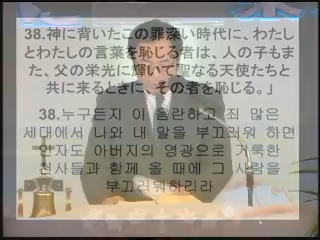 38.神に背いたこの罪深い時代に、わたし
とわたしの言葉を恥じる者は、人の子もま
た、父の栄光に輝いて聖なる天使たちと
共に来るときに、その者を恥じる。」
38.누구든지 이 음란하고 죄 많은
세대에서 나와 내 말을 부끄러워 하면
인자도 아버지의 영광으로 거룩한
천사들과 함께 올 때에 그 사람을
부끄러워하리라